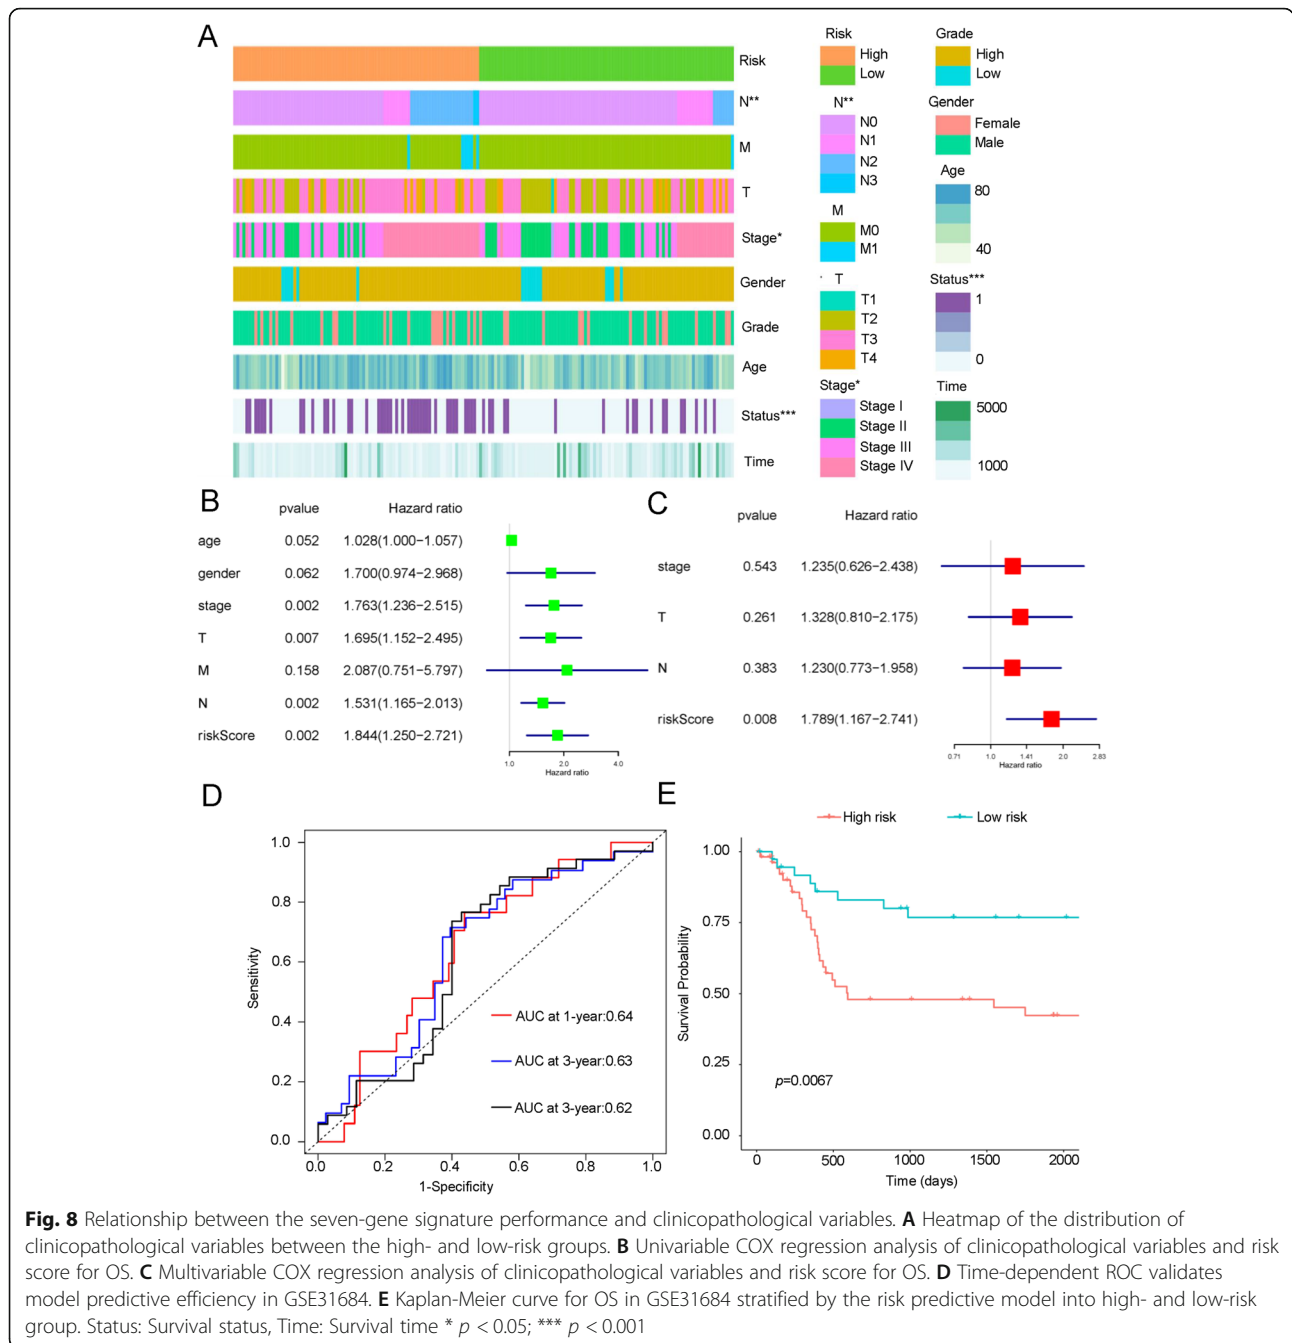 A
Risk
N**
M
T
Stage*
Gender
Grade
Age
Status***
Time
Risk
High
Low
N**
N0
N1
N2
N3
M
M0
M1
T
T1
T2
T3
T4
Stage*
Stage I
Stage II
Stage III
Stage IV
Grade
High
Low
Gender
Female
Male
Age
80
40
Status***
1
0
Time
5000
1000
B
pvalue Hazard ratio
age 0.052 1.028(1.000−1.057)
gender 0.062 1.700(0.974−2.968)
stage 0.002 1.763(1.236−2.515)
T 0.007 1.695(1.152−2.495)
M 0.158 2.087(0.751−5.797)
N 0.002 1.531(1.165−2.013)
riskScore 0.002 1.844(1.250−2.721)
1.0 2.0 4.0
Hazard ratio
C
pvalue Hazard ratio
stage 0.543 1.235(0.626−2.438)
T 0.261 1.328(0.810−2.175)
N 0.383 1.230(0.773−1.958)
riskScore 0.008 1.789(1.167−2.741)
0.71 1.0 1.41 2.0 2.83
Hazard ratio
D
1.0
0.8
0.6
0.4
0.2
0.0
Sensitivity
AUC at 1-year:0.64
AUC at 3-year:0.63
AUC at 3-year:0.62
0.0 0.2 0.4 0.6 0.8 1.0
1-Specificity
E
High risk Low risk
1.00
0.75
0.50
0.25
0.00
Survival Probability
p=0.0067
0 500 1000 1500 2000
Time (days)
Fig. 8 Relationship between the seven-gene signature performance and clinicopathological variables. A Heatmap of the distribution of
clinicopathological variables between the high- and low-risk groups. B Univariable COX regression analysis of clinicopathological variables and risk
score for OS. C Multivariable COX regression analysis of clinicopathological variables and risk score for OS. D Time-dependent ROC validates
model predictive efficiency in GSE31684. E Kaplan-Meier curve for OS in GSE31684 stratified by the risk predictive model into high- and low-risk
group. Status: Survival status, Time: Survival time * p < 0.05; *** p < 0.001